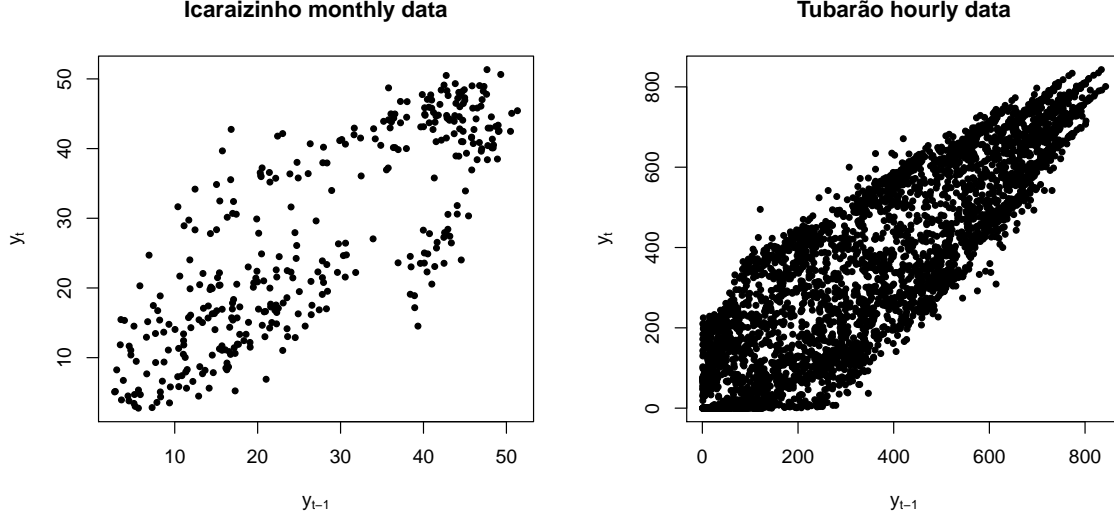 Icaraizinho monthly data
50
40
30
20
10
yt
10 20 30 40 50
yt−1
Tubarão hourly data
800
600
400
200
0
yt
0 200 400 600 800
yt−1